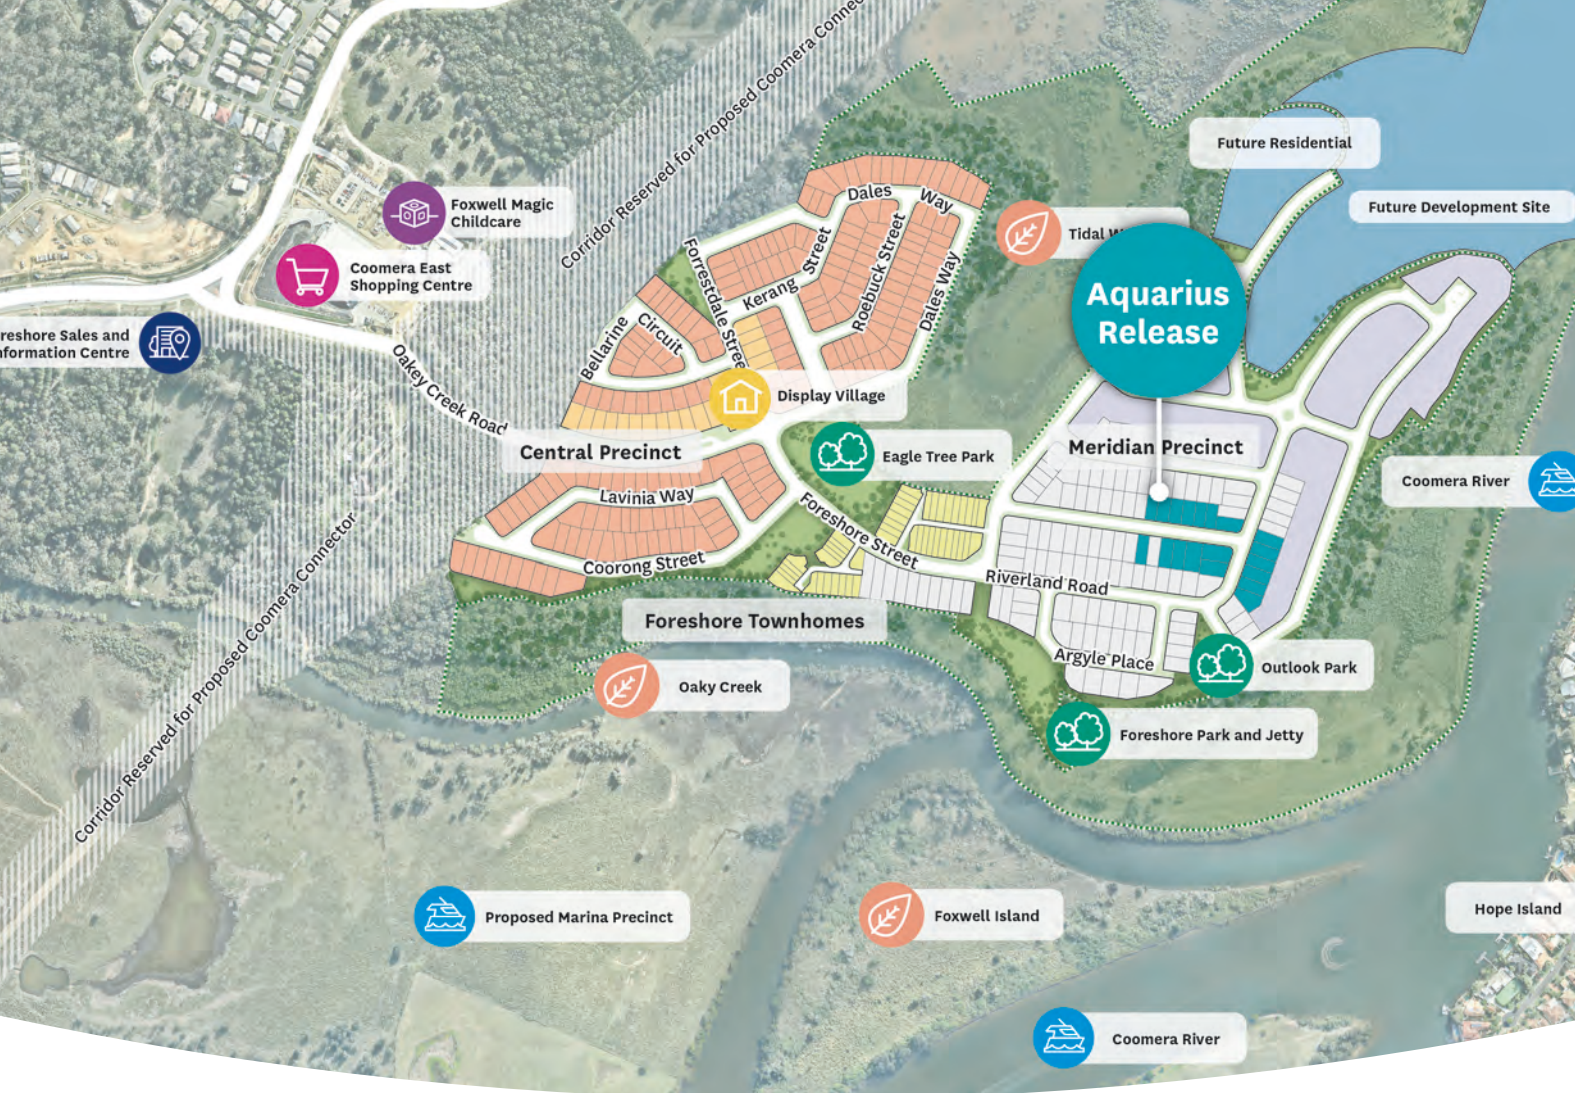 Corridor Reserved for Proposed Coomera
Future Residential
Future Development Site
Foxwell Magic
Childcare
Coomera East
Shopping Centre
Sales and
Centre
Oakey Creek Road
Dales Way
Forrestdale Street
Kerang Street
Roebuck Street
Dales Way
Bellarine Circuit
Tidal
Aquarius
Release
Display Village
Central Precinct
Eagle Tree Park
Meridian Precinct
Coomera River
Lavinia Way
Foreshore Street
Coorong Street
Riverland Road
Foreshore Townhomes
Argyle Place
Outlook Park
Oaky Creek
Foreshore Park and Jetty
Corridor Reserved for Proposed Coomera Connector
Proposed Marina Precinct
Foxwell Island
Hope Island
Coomera River